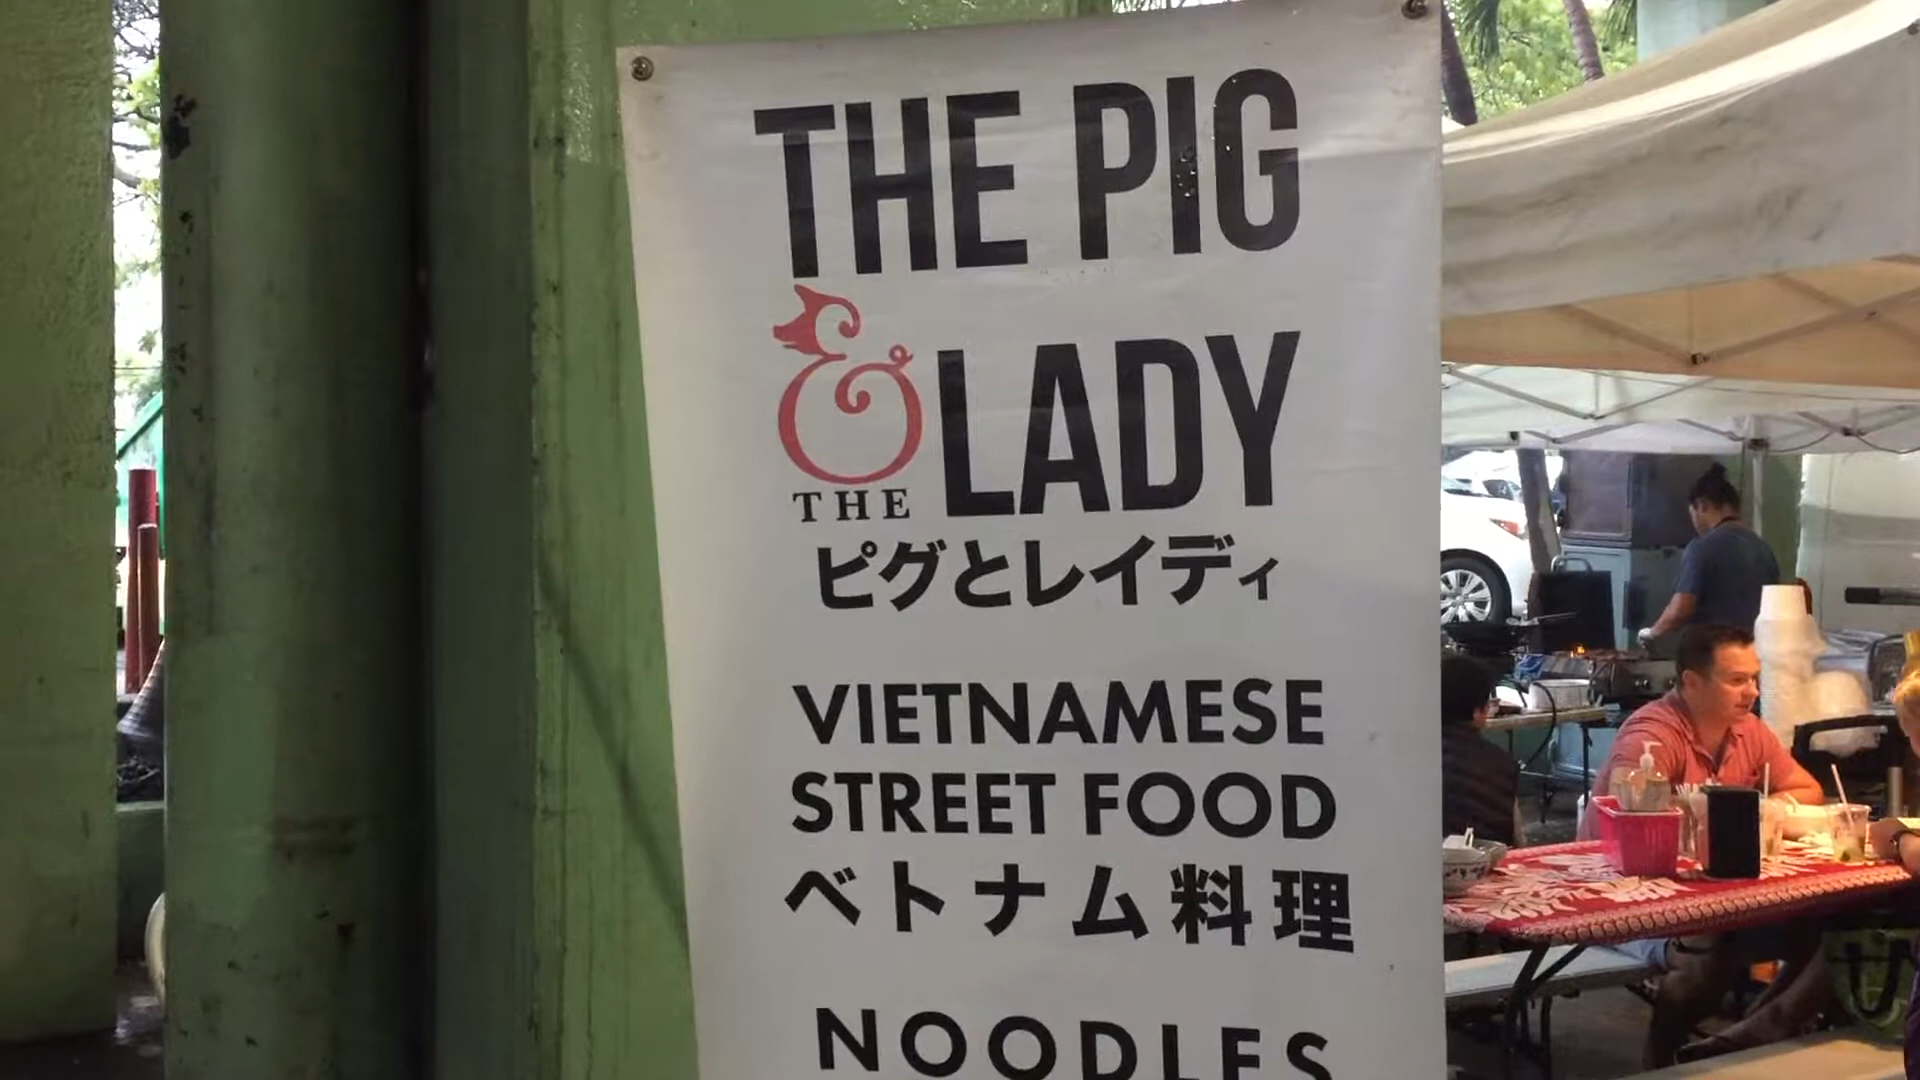 THE PIG
& THE LADY
ピグとレイディ
VIETNAMESE
STREET FOOD
ベトナム料理
NOODLES